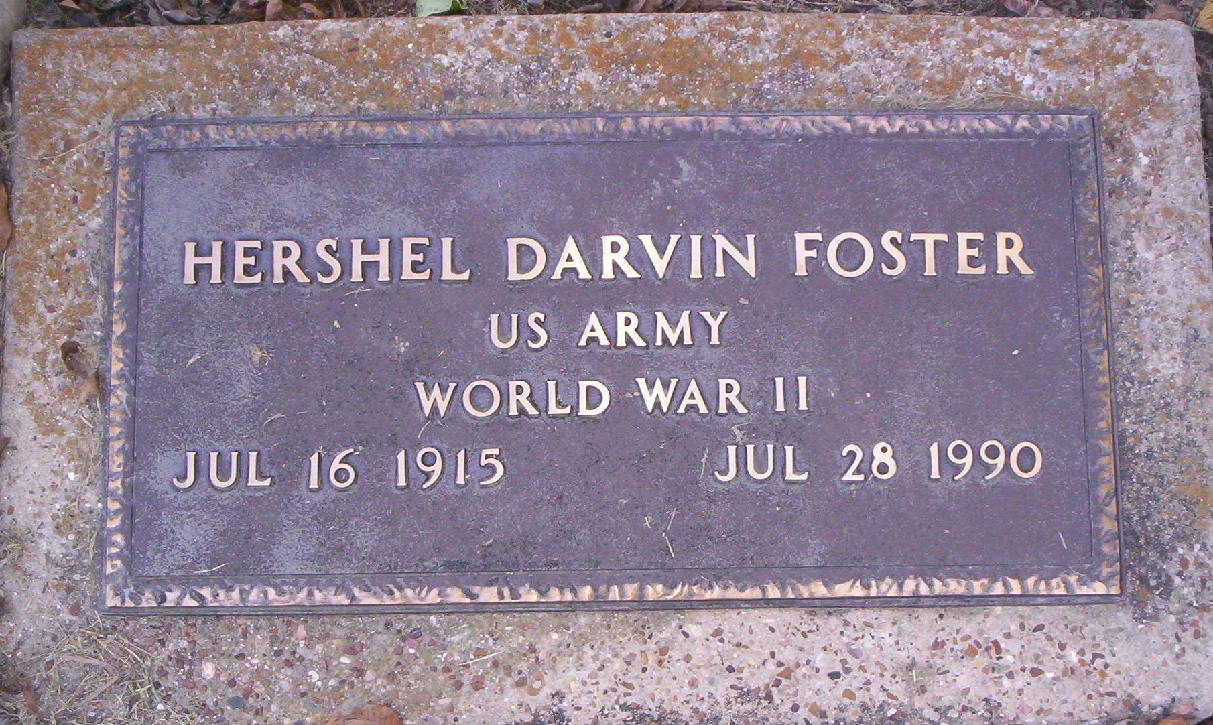 HERSHEL DARVIN FOSTER
US ARMY
WORLD WAR II
JUL 16 1915 JUL 28 1990